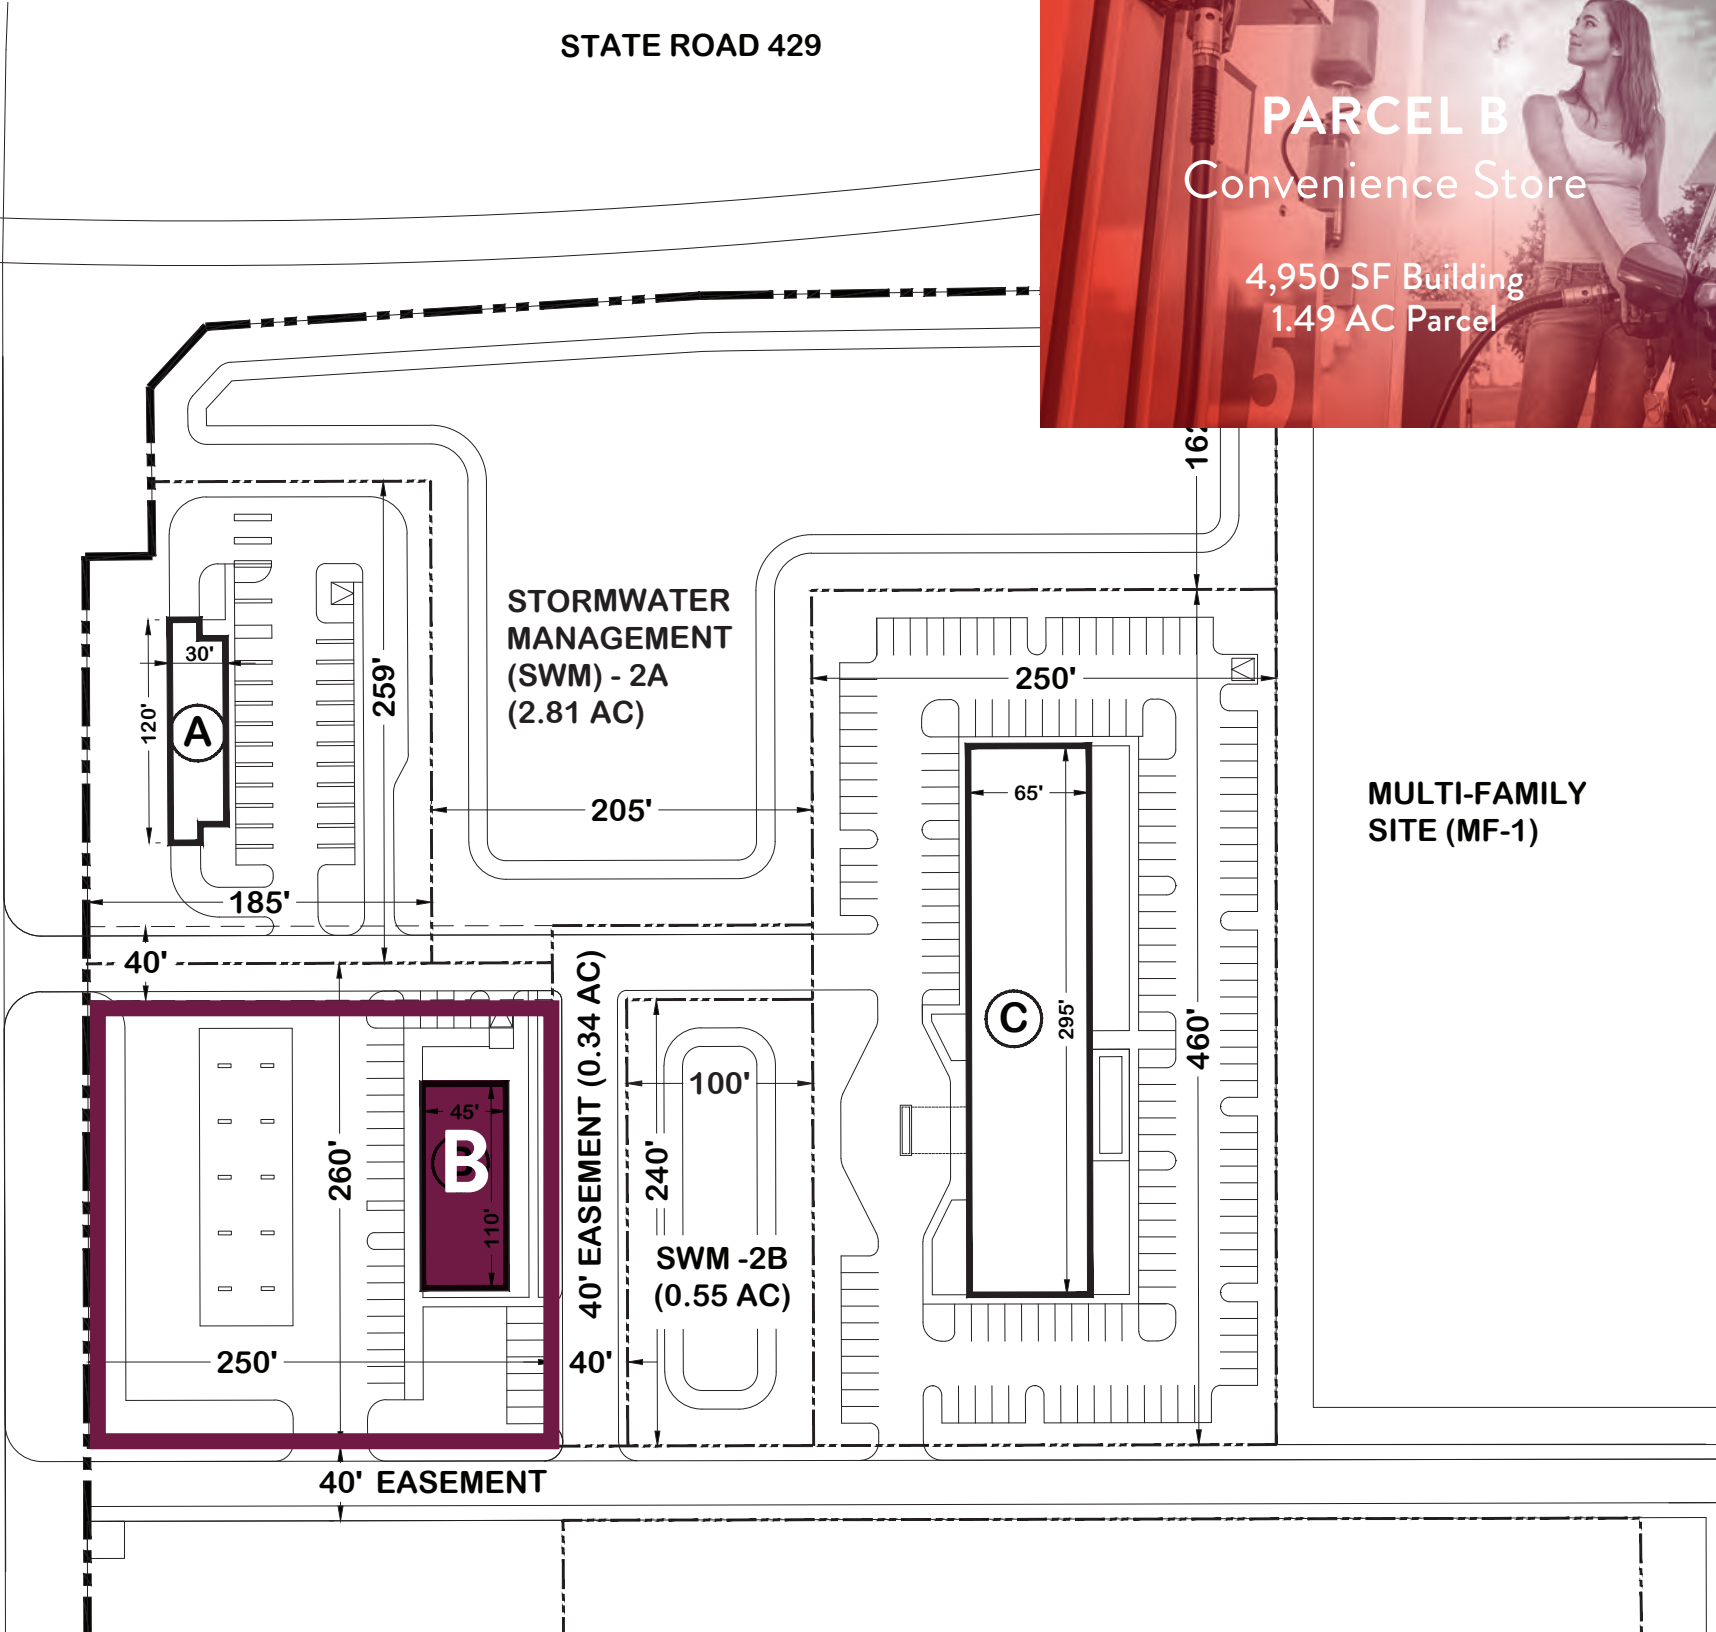 STATE ROAD 429
PARCEL B
Convenience Store
4,950 SF Building
1.49 AC Parcel
5
STORMWATER
MANAGEMENT
(SWM) - 2A
(2.81 AC)
30'
120'
A
259'
205'
185'
40'
250'
65'
295'
C
460'
MULTI-FAMILY
SITE (MF-1)
40' EASEMENT (0.34 AC)
100'
240'
SWM -2B
(0.55 AC)
45'
B
110'
260'
250'
40'
40' EASEMENT